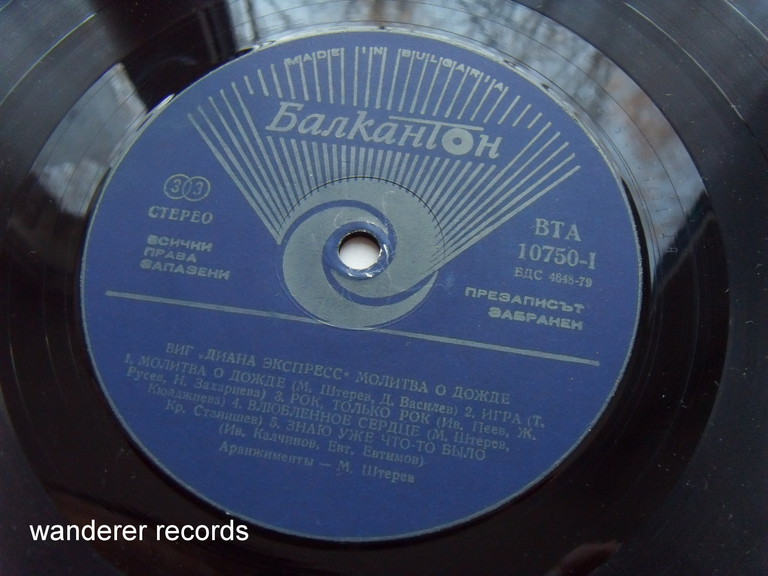 MADE IN BULGARIA
Балкантон
33
СТЕРЕО
ВСИЧКИ
ПРАВА
ЗАПАЗЕНИ
ВТА
10750-I
БДС 4848-79
ПРЕЗАПИСЪТ
ЗАБРАНЕН
ВИГ „ДИАНА ЭКСПРЕСС“ МОЛИТВА О ДОЖДЕ
1. МОЛИТВА О ДОЖДЕ (М. Штерев, Д. Василев) 2. ИГРА (Т.
Русев, Н. Захариева) 3. РОК, ТОЛЬКО РОК (Ив. Пеев, Ж.
Кюлджиева) 4. ВЛЮБЛЕННОЕ СЕРДЦЕ (М. Штерев,
Кр. Станишев) 5. ЗНАЮ УЖЕ ЧТО-ТО БЫЛО
(Ив. Калчинов, Евт. Евтимов)
Аранжименты — М. Штерев
wanderer records